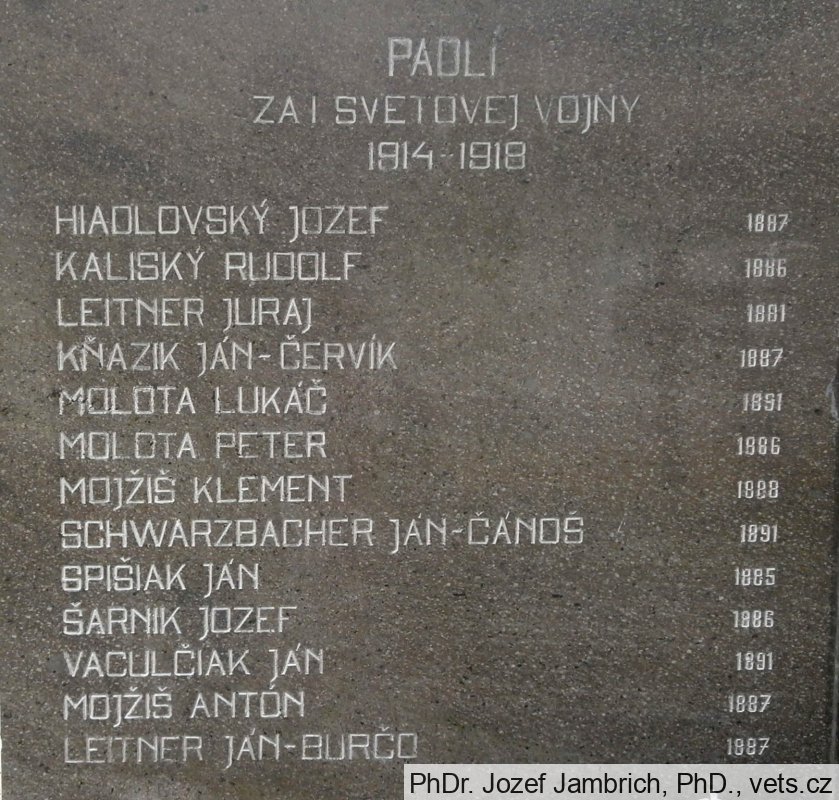 PADLÍ
ZA I SVETOVEJ VOJNY
1914-1918
HIADLOVSKÝ JOZEF 1887
KALISKÝ RUDOLF 1886
LEITNER JURAJ 1881
KŇAZIK JÁN-ČERVÍK 1887
MOLOTA LUKÁČ 1891
MOLOTA PETER 1886
MOJŽIŠ KLEMENT 1888
SCHWARZBACHER JÁN-ČÁNOŠ 1891
SPIŠIAK JÁN 1885
ŠARNIK JOZEF 1886
VACULČIAK JÁN 1891
MOJŽIŠ ANTÓN 1887
LEITNER JÁN-BURČO 1887
PhDr. Jozef Jambrich, PhD., vets.cz